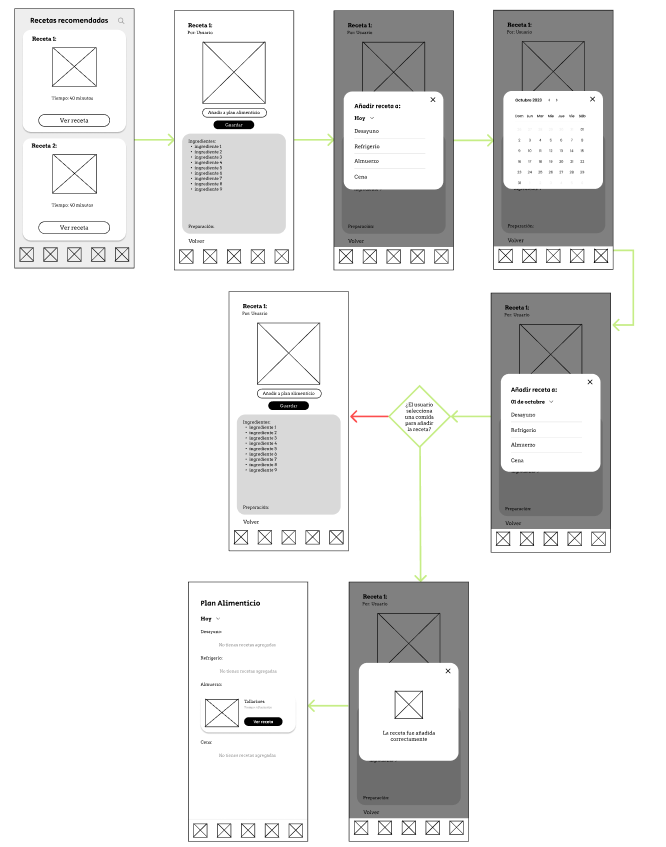 Recetas recomendadas
Receta 1:
Tiempo: 40 minutos
Ver receta
Receta 2:
Tiempo: 40 minutos
Ver receta
Receta 1:
Por: Usuario
Añadir a plan alimenticio
Guardar
Ingredientes:
• ingrediente 1
• ingrediente 2
• ingrediente 3
• ingrediente 4
• ingrediente 5
• ingrediente 6
• ingrediente 7
• ingrediente 8
• ingrediente 9
Preparación:
Volver
Receta 1:
Por: Usuario
Añadir receta a:
Hoy
Desayuno
Refrigerio
Almuerzo
Cena
Preparación:
Volver
Receta 1:
Por: Usuario
Octubre 2023
Dom Lun Mar Mié Jue Vie Sáb
2 3 4 5 6 7 8
9 10 11 12 13 14 15
16 17 18 19 20 21 22
23 24 25 26 27 28 29
Preparación:
Volver
Receta 1:
Por: Usuario
Añadir receta a:
01 de octubre
Desayuno
Refrigerio
Almuerzo
Cena
Preparación:
Volver
¿El usuario
selecciona
una comida
para añadir
la receta?
Receta 1:
Por: Usuario
Añadir a plan alimenticio
Guardar
Ingredientes:
• ingrediente 1
• ingrediente 2
• ingrediente 3
• ingrediente 4
• ingrediente 5
• ingrediente 6
• ingrediente 7
• ingrediente 8
• ingrediente 9
Preparación:
Volver
Receta 1:
Por: Usuario
La receta fue añadida
correctamente
Preparación:
Volver
Plan Alimenticio
Hoy
Desayuno:
No tienes recetas agregadas
Refrigerio:
No tienes recetas agregadas
Almuerzo:
Tallarines
Ver receta
Cena:
No tienes recetas agregadas